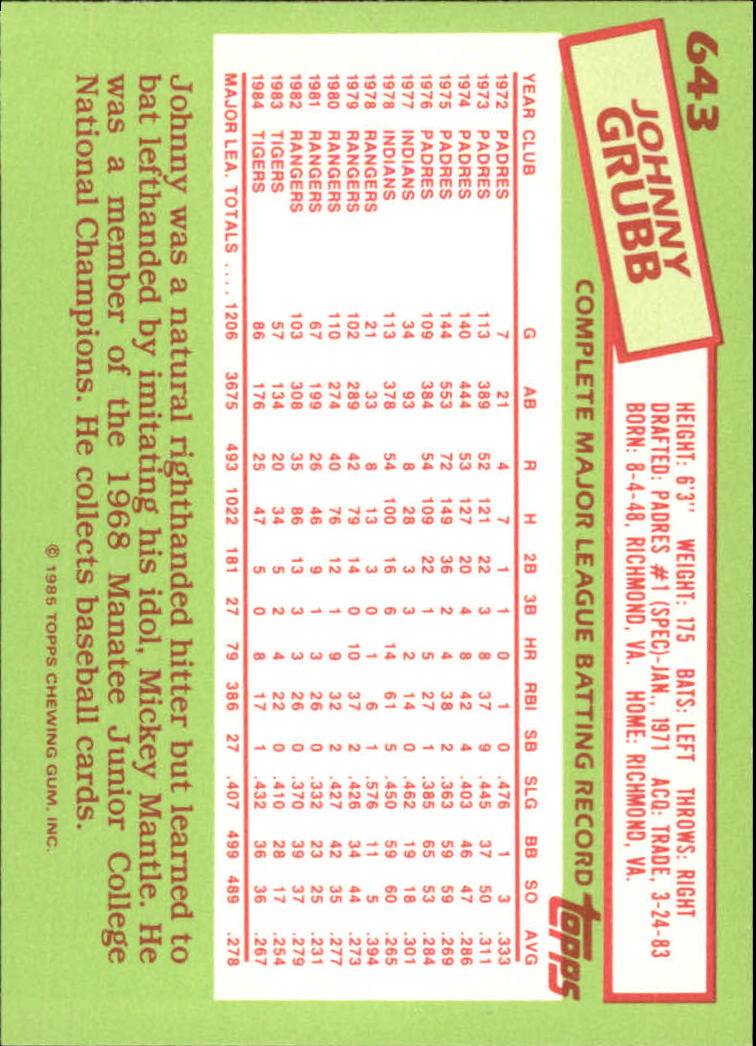 643
JOHNNY
GRUBB
HEIGHT: 6'3" WEIGHT: 175 BATS: LEFT THROWS: RIGHT
DRAFTED: PADRES #1 (SPEC)-JAN., 1971 ACQ: TRADE, 3-24-83
BORN: 8-4-48, RICHMOND, VA. HOME: RICHMOND, VA.
COMPLETE MAJOR LEAGUE BATTING RECORD topps
YEAR CLUB G AB R H 2B 3B HR RBI SB SLG BB SO AVG
1972 PADRES 7 21 4 7 1 1 0 1 0 .476 1 3 .333
1973 PADRES 113 389 52 121 22 3 8 37 9 .445 37 50 .311
1974 PADRES 140 444 53 127 20 4 8 42 4 .403 46 47 .286
1975 PADRES 144 553 72 149 36 2 4 38 2 .363 59 59 .269
1976 PADRES 109 384 54 109 22 1 5 27 1 .385 65 53 .284
1977 INDIANS 34 93 8 28 3 3 2 14 0 .462 19 18 .301
1978 INDIANS 113 378 54 100 16 6 14 61 5 .450 59 60 .265
1978 RANGERS 21 33 8 13 3 0 1 6 1 .576 11 5 .394
1979 RANGERS 102 289 42 79 14 0 10 37 2 .426 34 44 .273
1980 RANGERS 110 274 40 76 12 1 9 32 2 .427 42 35 .277
1981 RANGERS 67 199 26 46 9 1 3 26 0 .332 23 25 .231
1982 RANGERS 103 308 35 86 13 3 3 26 0 .370 39 37 .279
1983 TIGERS 57 134 20 34 5 2 4 22 0 .410 28 17 .254
1984 TIGERS 86 176 25 47 5 0 8 17 1 .432 36 36 .267
MAJOR LEA. TOTALS .... 1206 3675 493 1022 181 27 79 386 27 .407 499 489 .278
Johnny was a natural righthanded hitter but learned to
bat lefthanded by imitating his idol, Mickey Mantle. He
was a member of the 1968 Manatee Junior College
National Champions. He collects baseball cards.
© 1985 TOPPS CHEWING GUM, INC.